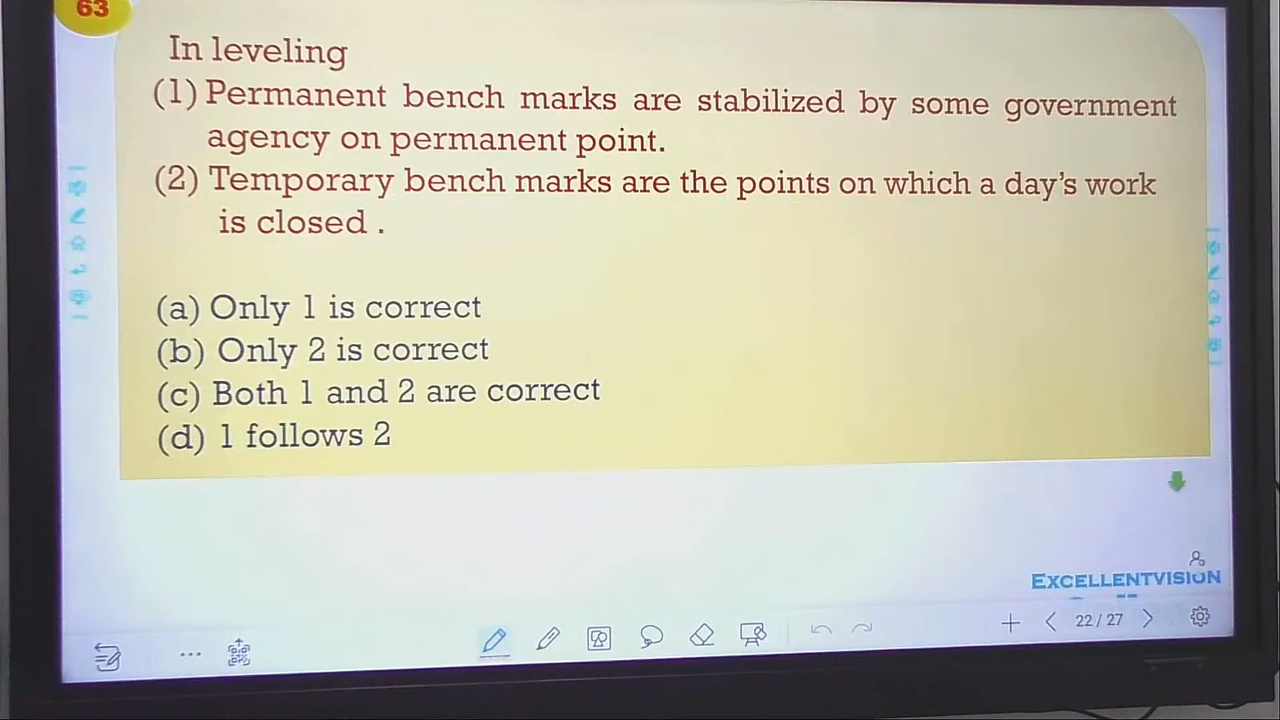 63
In leveling
(1) Permanent bench marks are stabilized by some government
agency on permanent point.
(2) Temporary bench marks are the points on which a day's work
is closed .
(a) Only 1 is correct
(b) Only 2 is correct
(c) Both 1 and 2 are correct
(d) 1 follows 2
EXCELLENTVISION
22 / 27